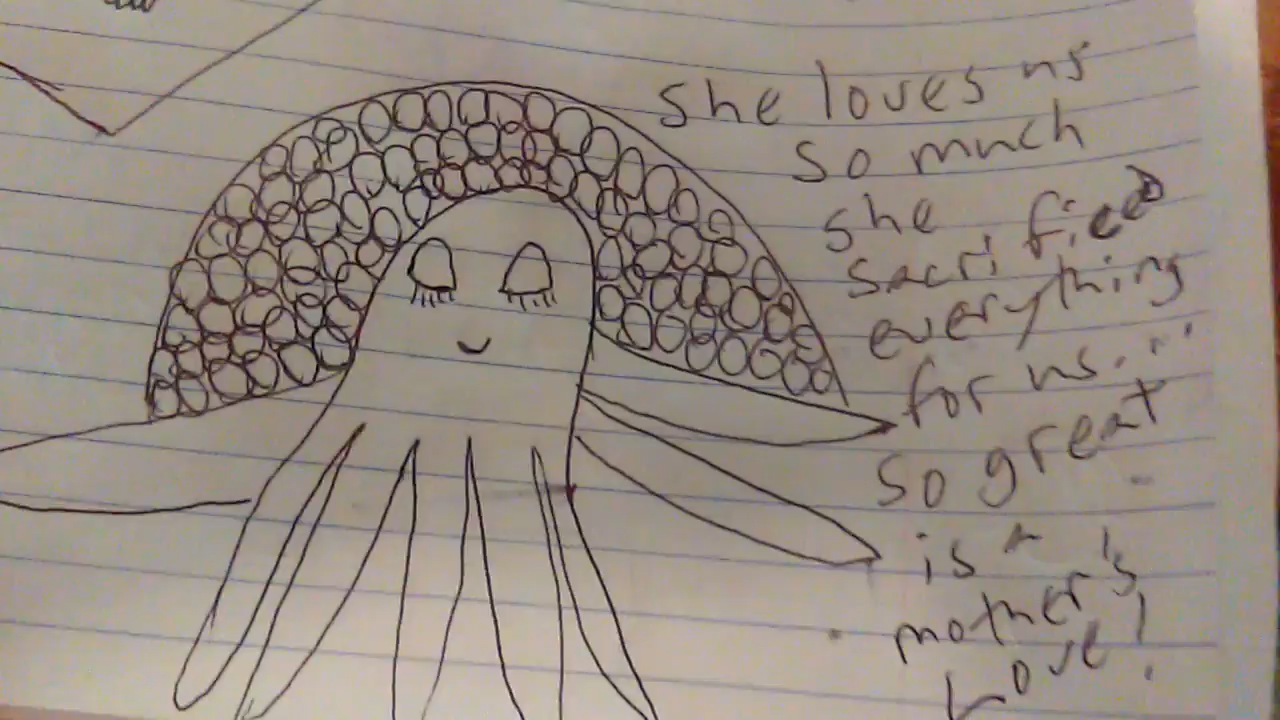 she loves us
so much
she
sacrificed
everything
for us...
so great
is a
mother's
Love!